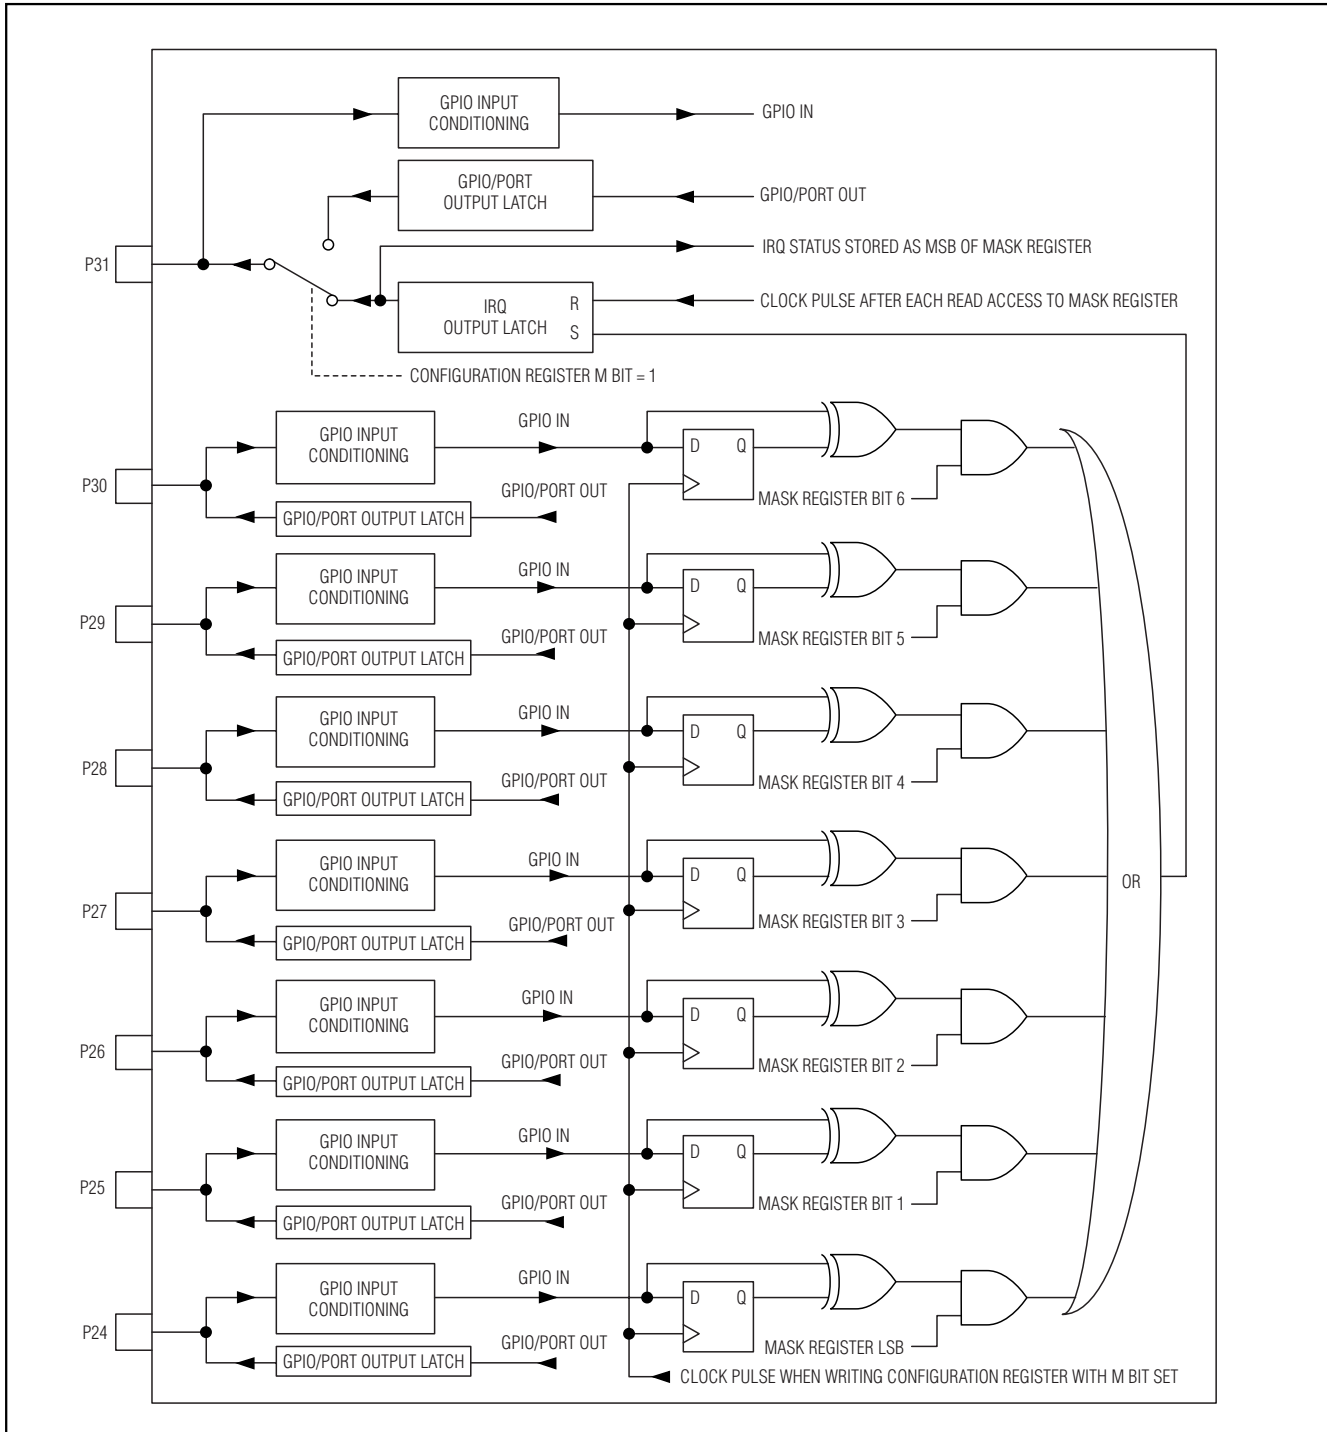 GPIO INPUT
CONDITIONING
GPIO IN
GPIO/PORT
OUTPUT LATCH
GPIO/PORT OUT
IRQ STATUS STORED AS MSB OF MASK REGISTER
P31
IRQ
OUTPUT LATCH
R
S
CLOCK PULSE AFTER EACH READ ACCESS TO MASK REGISTER
CONFIGURATION REGISTER M BIT = 1
P30
GPIO INPUT
CONDITIONING
GPIO IN
GPIO/PORT OUTPUT LATCH
GPIO/PORT OUT
D Q
MASK REGISTER BIT 6
P29
GPIO INPUT
CONDITIONING
GPIO IN
GPIO/PORT OUTPUT LATCH
GPIO/PORT OUT
D Q
MASK REGISTER BIT 5
P28
GPIO INPUT
CONDITIONING
GPIO IN
GPIO/PORT OUTPUT LATCH
GPIO/PORT OUT
D Q
MASK REGISTER BIT 4
P27
GPIO INPUT
CONDITIONING
GPIO IN
GPIO/PORT OUTPUT LATCH
GPIO/PORT OUT
D Q
MASK REGISTER BIT 3
OR
P26
GPIO INPUT
CONDITIONING
GPIO IN
GPIO/PORT OUTPUT LATCH
GPIO/PORT OUT
D Q
MASK REGISTER BIT 2
P25
GPIO INPUT
CONDITIONING
GPIO IN
GPIO/PORT OUTPUT LATCH
GPIO/PORT OUT
D Q
MASK REGISTER BIT 1
P24
GPIO INPUT
CONDITIONING
GPIO IN
GPIO/PORT OUTPUT LATCH
GPIO/PORT OUT
D Q
MASK REGISTER LSB
CLOCK PULSE WHEN WRITING CONFIGURATION REGISTER WITH M BIT SET